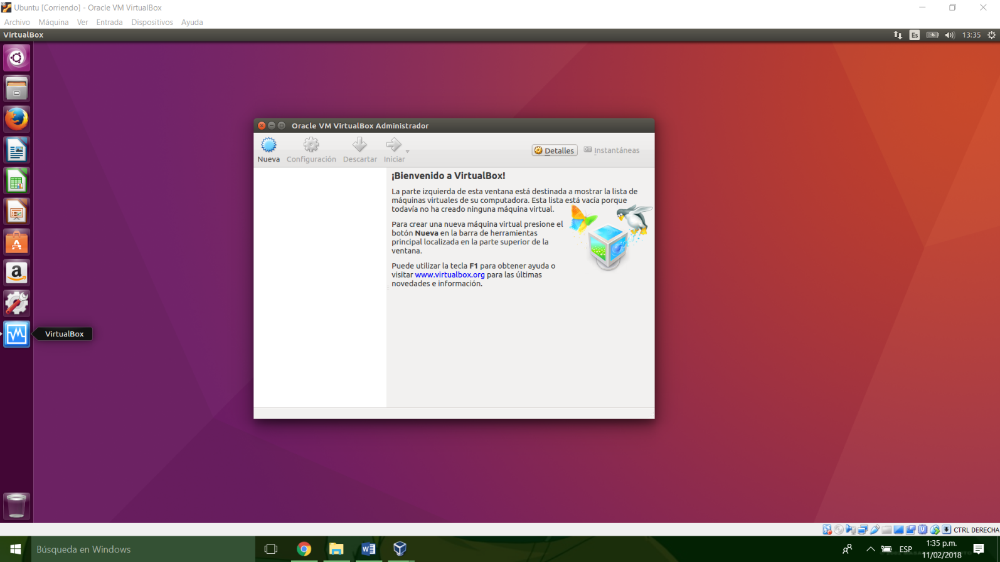 Ubuntu [Corriendo] - Oracle VM VirtualBox
Archivo Máquina Ver Entrada Dispositivos Ayuda
VirtualBox
Es
13:35
Oracle VM VirtualBox Administrador
Nueva Configuración Descartar Iniciar
Detalles Instantáneas
¡Bienvenido a VirtualBox!
La parte izquierda de esta ventana está destinada a mostrar la lista de
máquinas virtuales de su computadora. Esta lista está vacía porque
todavía no ha creado ninguna máquina virtual.
Para crear una nueva máquina virtual presione el
botón Nueva en la barra de herramientas
principal localizada en la parte superior de la
ventana.
Puede utilizar la tecla F1 para obtener ayuda o
visitar www.virtualbox.org para las últimas
novedades e información.
VirtualBox
CTRL DERECHA
Búsqueda en Windows
ESP
1:35 p.m.
11/02/2018